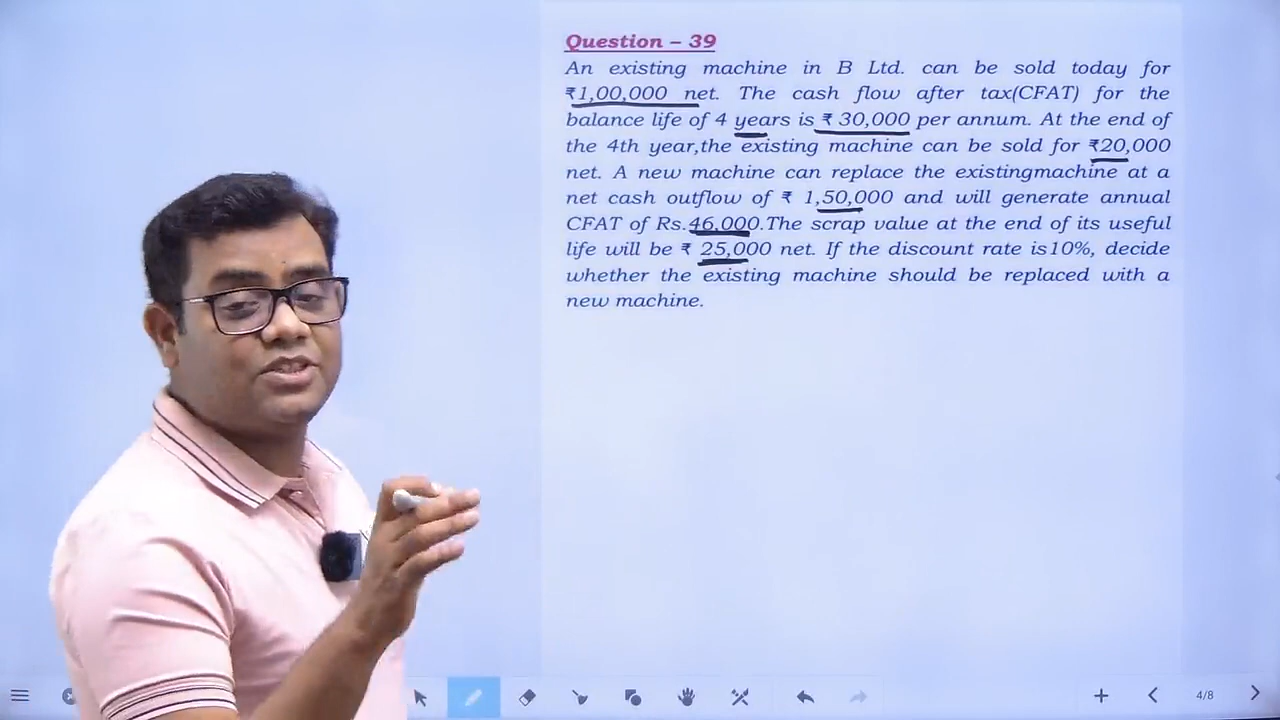 Question – 39
An existing machine in B Ltd. can be sold today for
₹1,00,000 net. The cash flow after tax(CFAT) for the
balance life of 4 years is ₹ 30,000 per annum. At the end of
the 4th year,the existing machine can be sold for ₹20,000
net. A new machine can replace the existingmachine at a
net cash outflow of ₹ 1,50,000 and will generate annual
CFAT of Rs.46,000.The scrap value at the end of its useful
life will be ₹ 25,000 net. If the discount rate is10%, decide
whether the existing machine should be replaced with a
new machine.
4/8